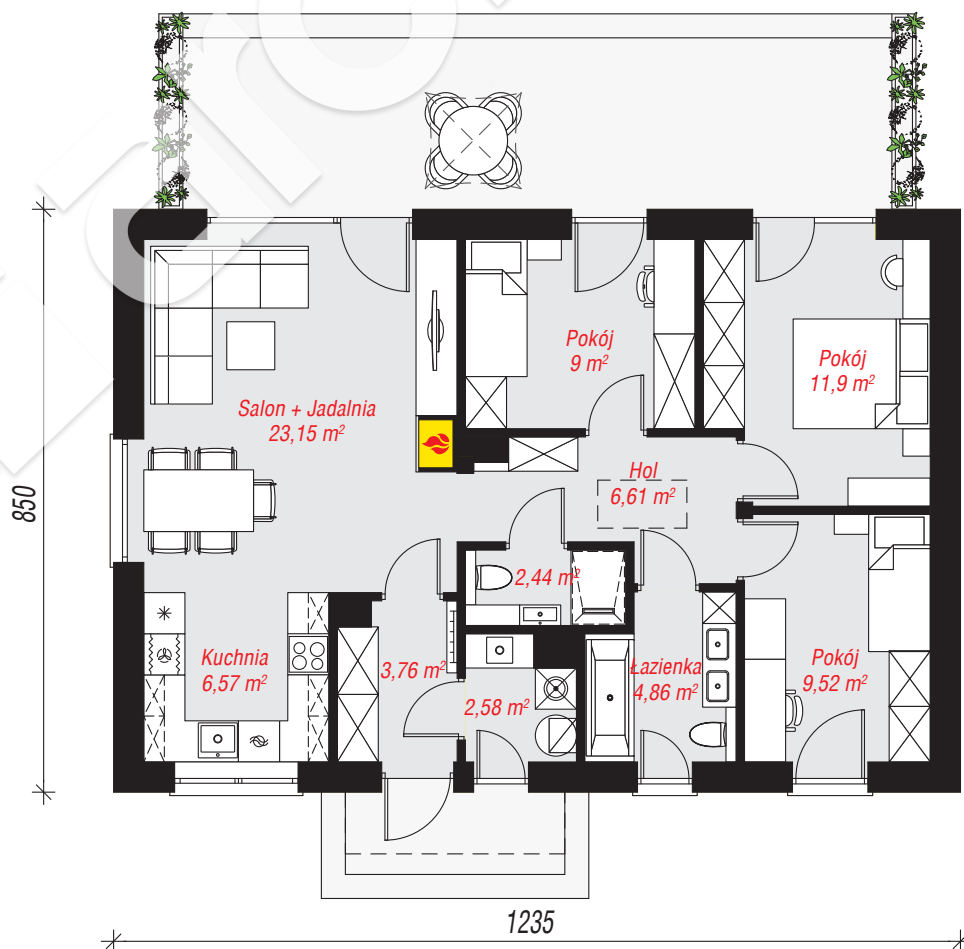 Pokój
9 m²
Pokój
11,9 m²
Salon + Jadalnia
23,15 m²
Hol
6,61 m²
850
2,44 m²
Kuchnia
6,57 m²
3,76 m²
Łazienka
4,86 m²
Pokój
9,52 m²
2,58 m²
1235